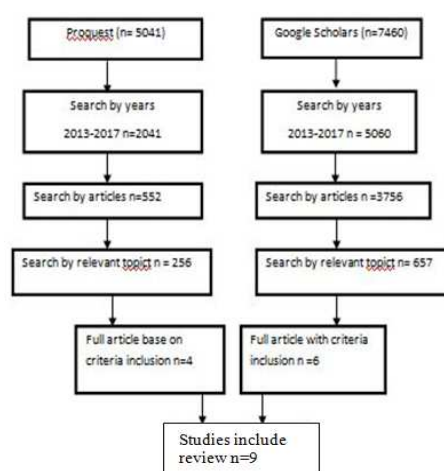 Proquest (n= 5041)
Google Scholars (n=7460)
Search by years
2013-2017 n=2041
Search by years
2013-2017 n = 5060
Search by articles n=552
Search by articles n =3756
Search by relevant topict n = 256
Search by relevant topict n = 657
Full article base on
criteria inclusion n=4
Full article with criteria
inclusion n =6
Studies include
review n=9